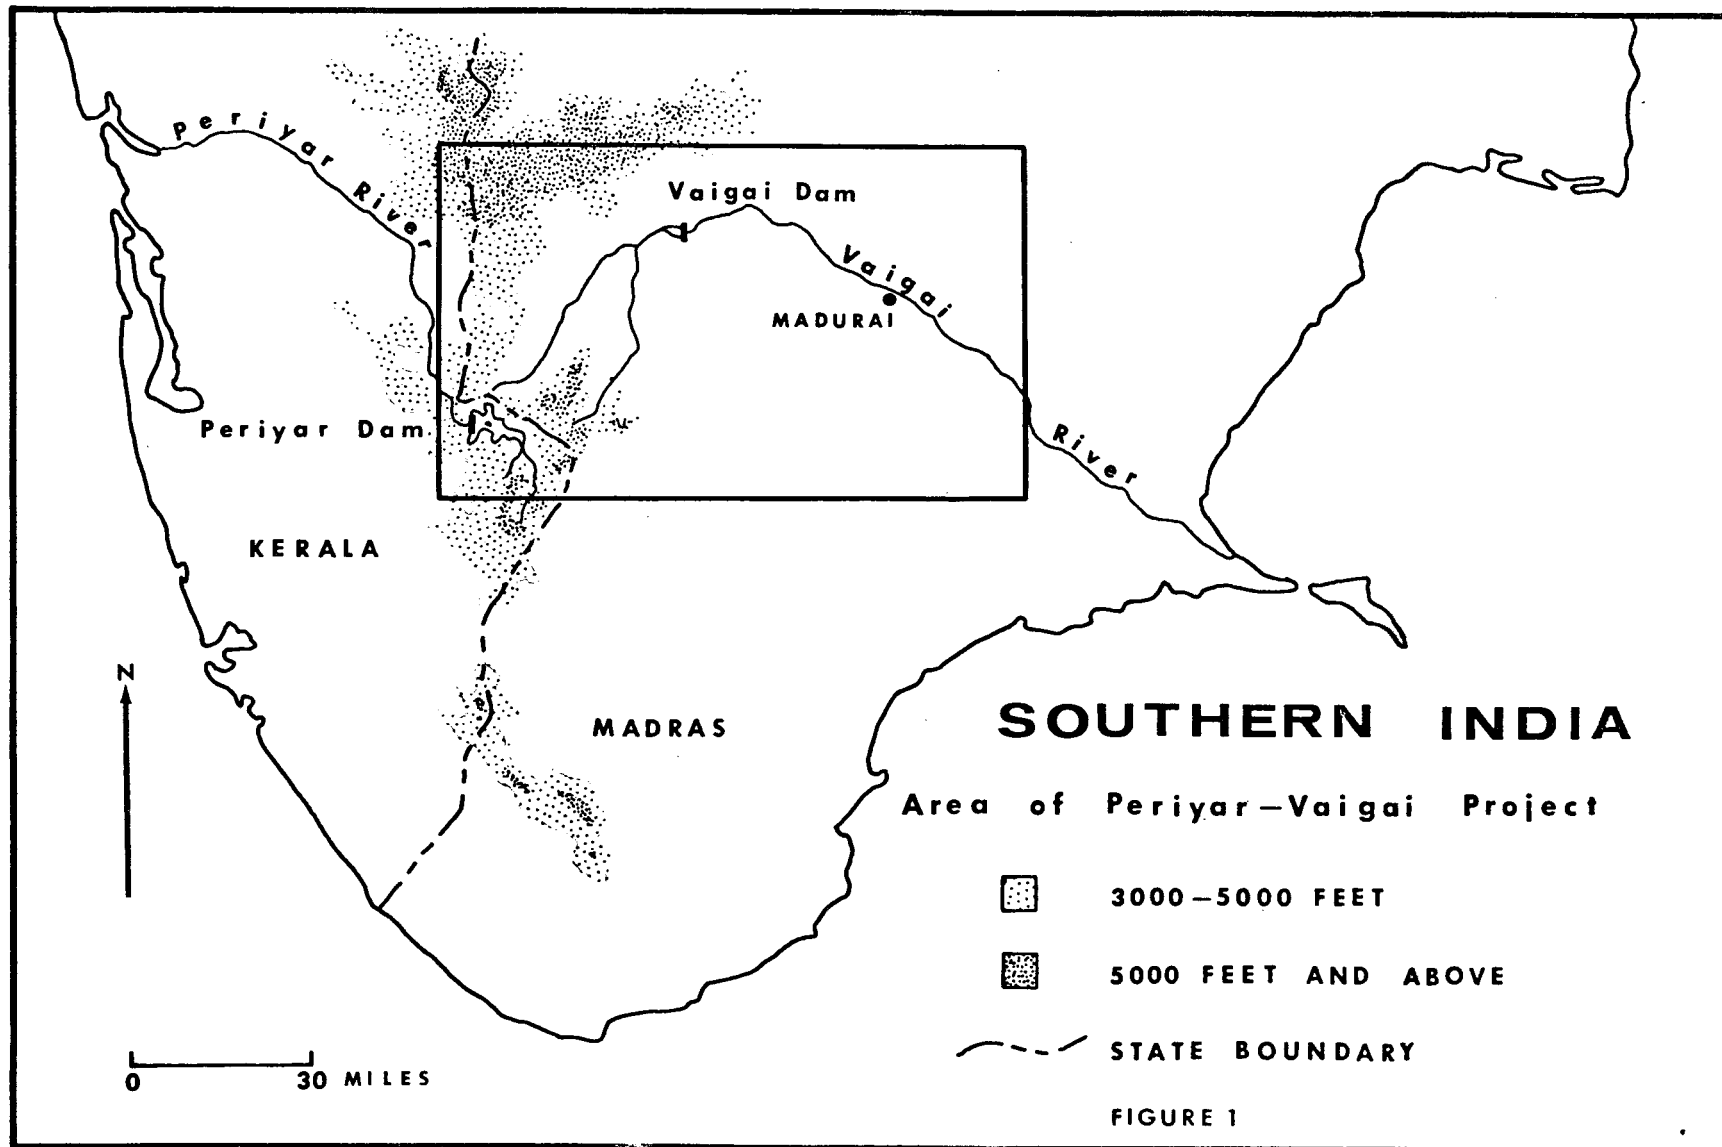 Periyar River
Vaigai Dam
Vaigai River
MADURAI
Periyar Dam
KERALA
N
MADRAS
SOUTHERN INDIA
Area of Periyar—Vaigai Project
3000—5000 FEET
5000 FEET AND ABOVE
STATE BOUNDARY
0 30 MILES
FIGURE 1